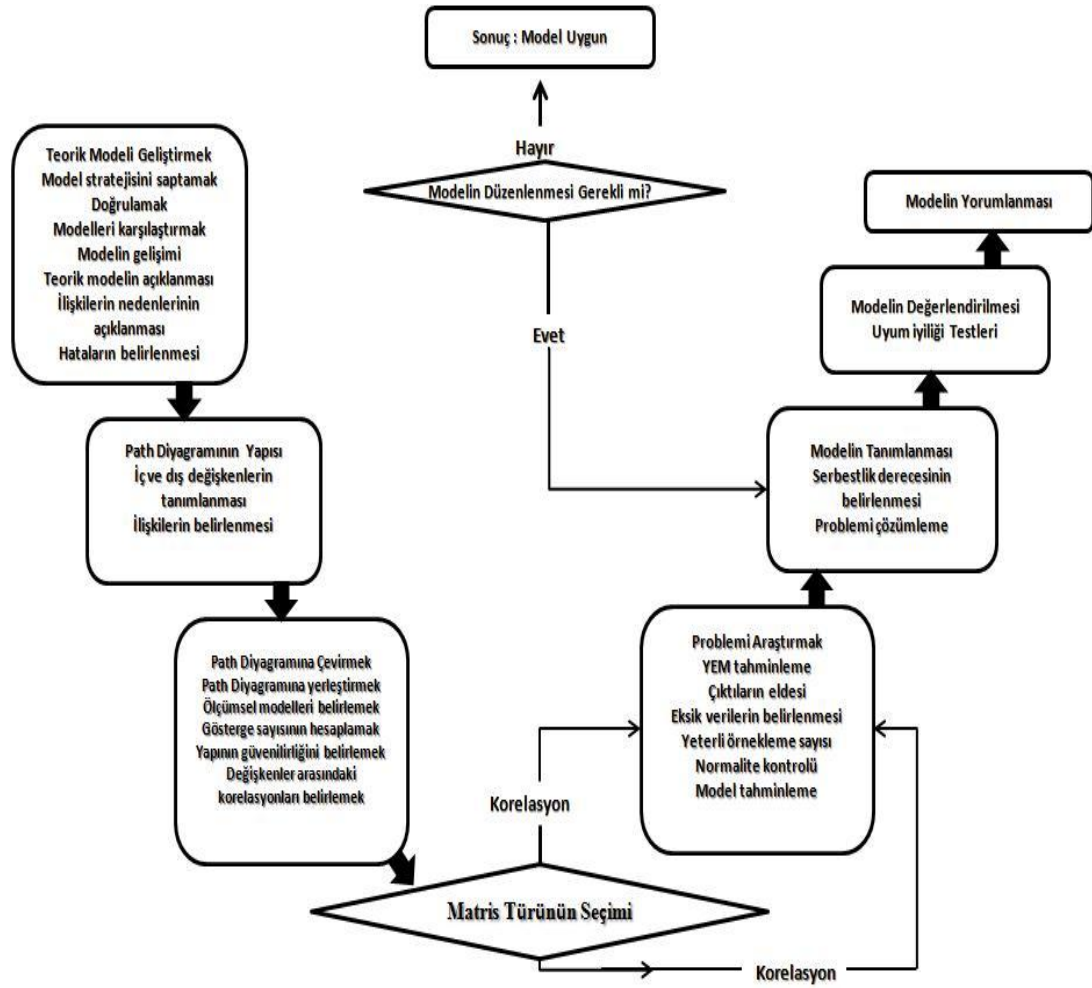 Sonuç : Model Uygun
Hayır
Modelin Düzenlenmesi Gerekli mi?
Evet
Teorik Modeli Geliştirmek
Model stratejisini saptamak
Doğrulamak
Modelleri karşılaştırmak
Modelin gelişimi
Teorik modelin açıklanması
İlişkilerin nedenlerinin
açıklanması
Hataların belirlenmesi
Path Diyagramının Yapısı
İç ve dış değişkenlerin
tanımlanması
İlişkilerin belirlenmesi
Path Diyagramına Çevirmek
Path Diyagramına yerleştirmek
Ölçümsel modelleri belirlemek
Gösterge sayısının hesaplamak
Yapının güvenilirliğini belirlemek
Değişkenler arasındaki
korelasyonları belirlemek
Matris Türünün Seçimi
Korelasyon
Korelasyon
Problemi Araştırmak
YEM tahminleme
Çıktıların eldesi
Eksik verilerin belirlenmesi
Yeterli örnekleme sayısı
Normalite kontrolü
Model tahminleme
Modelin Tanımlanması
Serbestlik derecesinin
belirlenmesi
Problemi çözümleme
Modelin Değerlendirilmesi
Uyum iyiliği Testleri
Modelin Yorumlanması